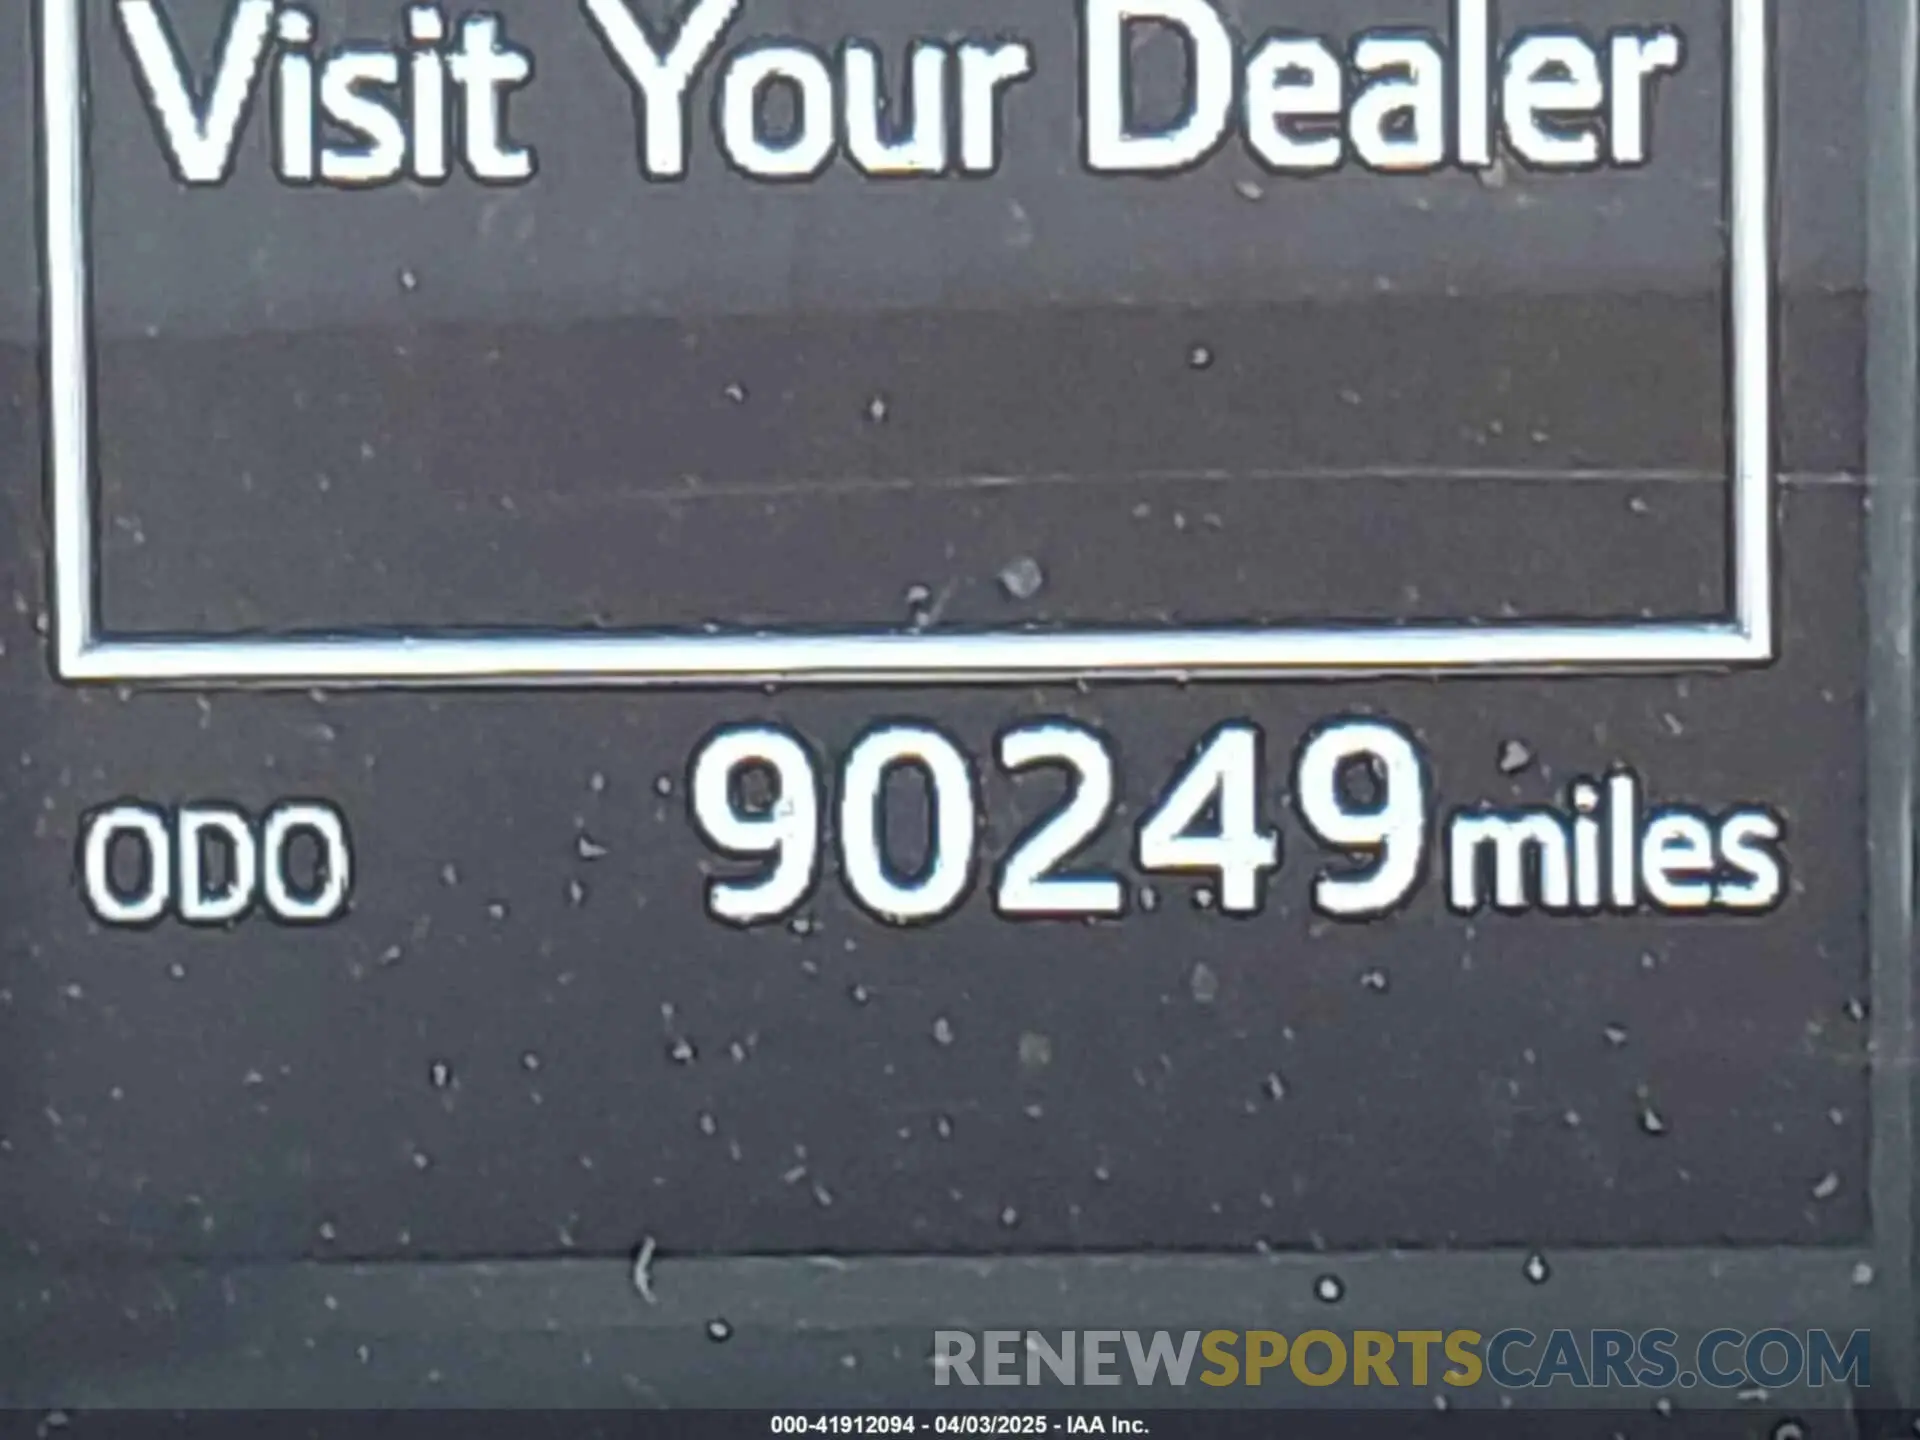 Visit Your Dealer
ODO 90249 miles
RENEWSPORTSCARS.COM
000-41912094 - 04/03/2025 - IAA Inc.